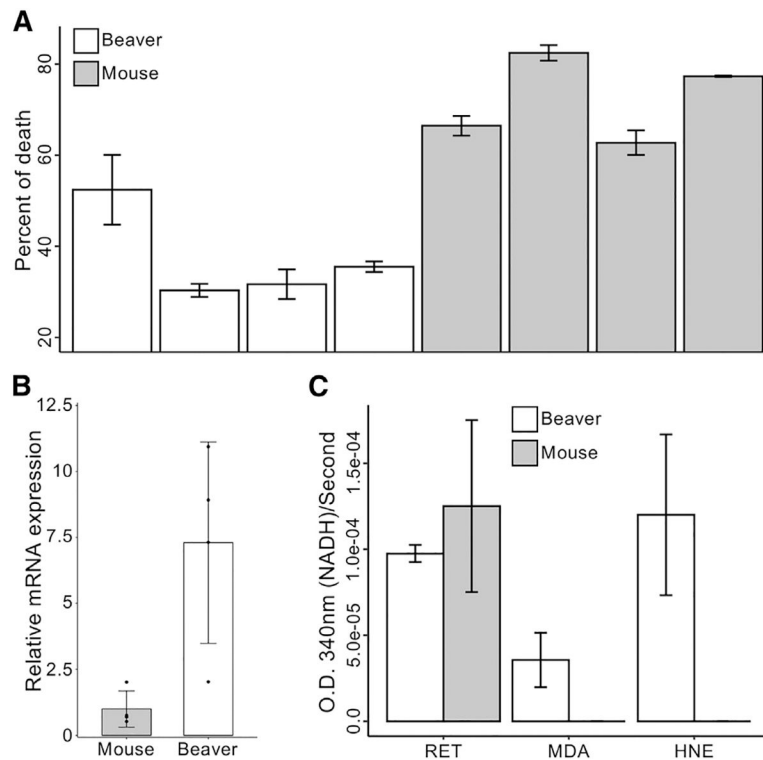 A
Beaver
Mouse
Percent of death
80
60
40
20
B
Relative mRNA expression
12.5
10
7.5
5
2.5
0
Mouse
Beaver
C
Beaver
Mouse
O.D. 340nm (NADH)/Second
1.5e-04
1.0e-04
5.0e-05
0.0
RET
MDA
HNE